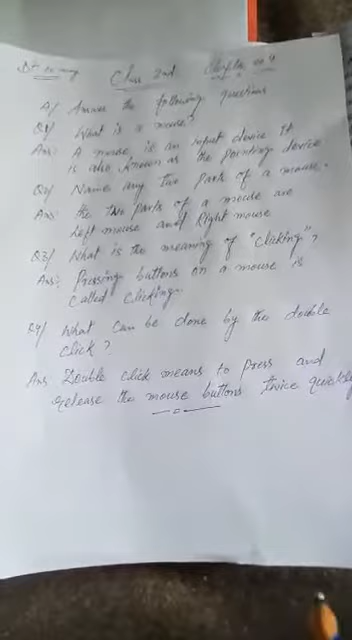 Class 2nd Chapter no 4
A/ Answer the following questions
Q1/ What is a mouse?
Ans: A mouse is an input device It
is also known as the pointing device
Q2/ Name any two parts of a mouse.
Ans: the two parts of a mouse are
Left mouse and Right mouse
Q3/ What is the meaning of "clicking"?
Ans: Pressing buttons on a mouse is
called clicking.
Q4/ What can be done by the double
click?
Ans Double click means to press and
release the mouse buttons twice quickly